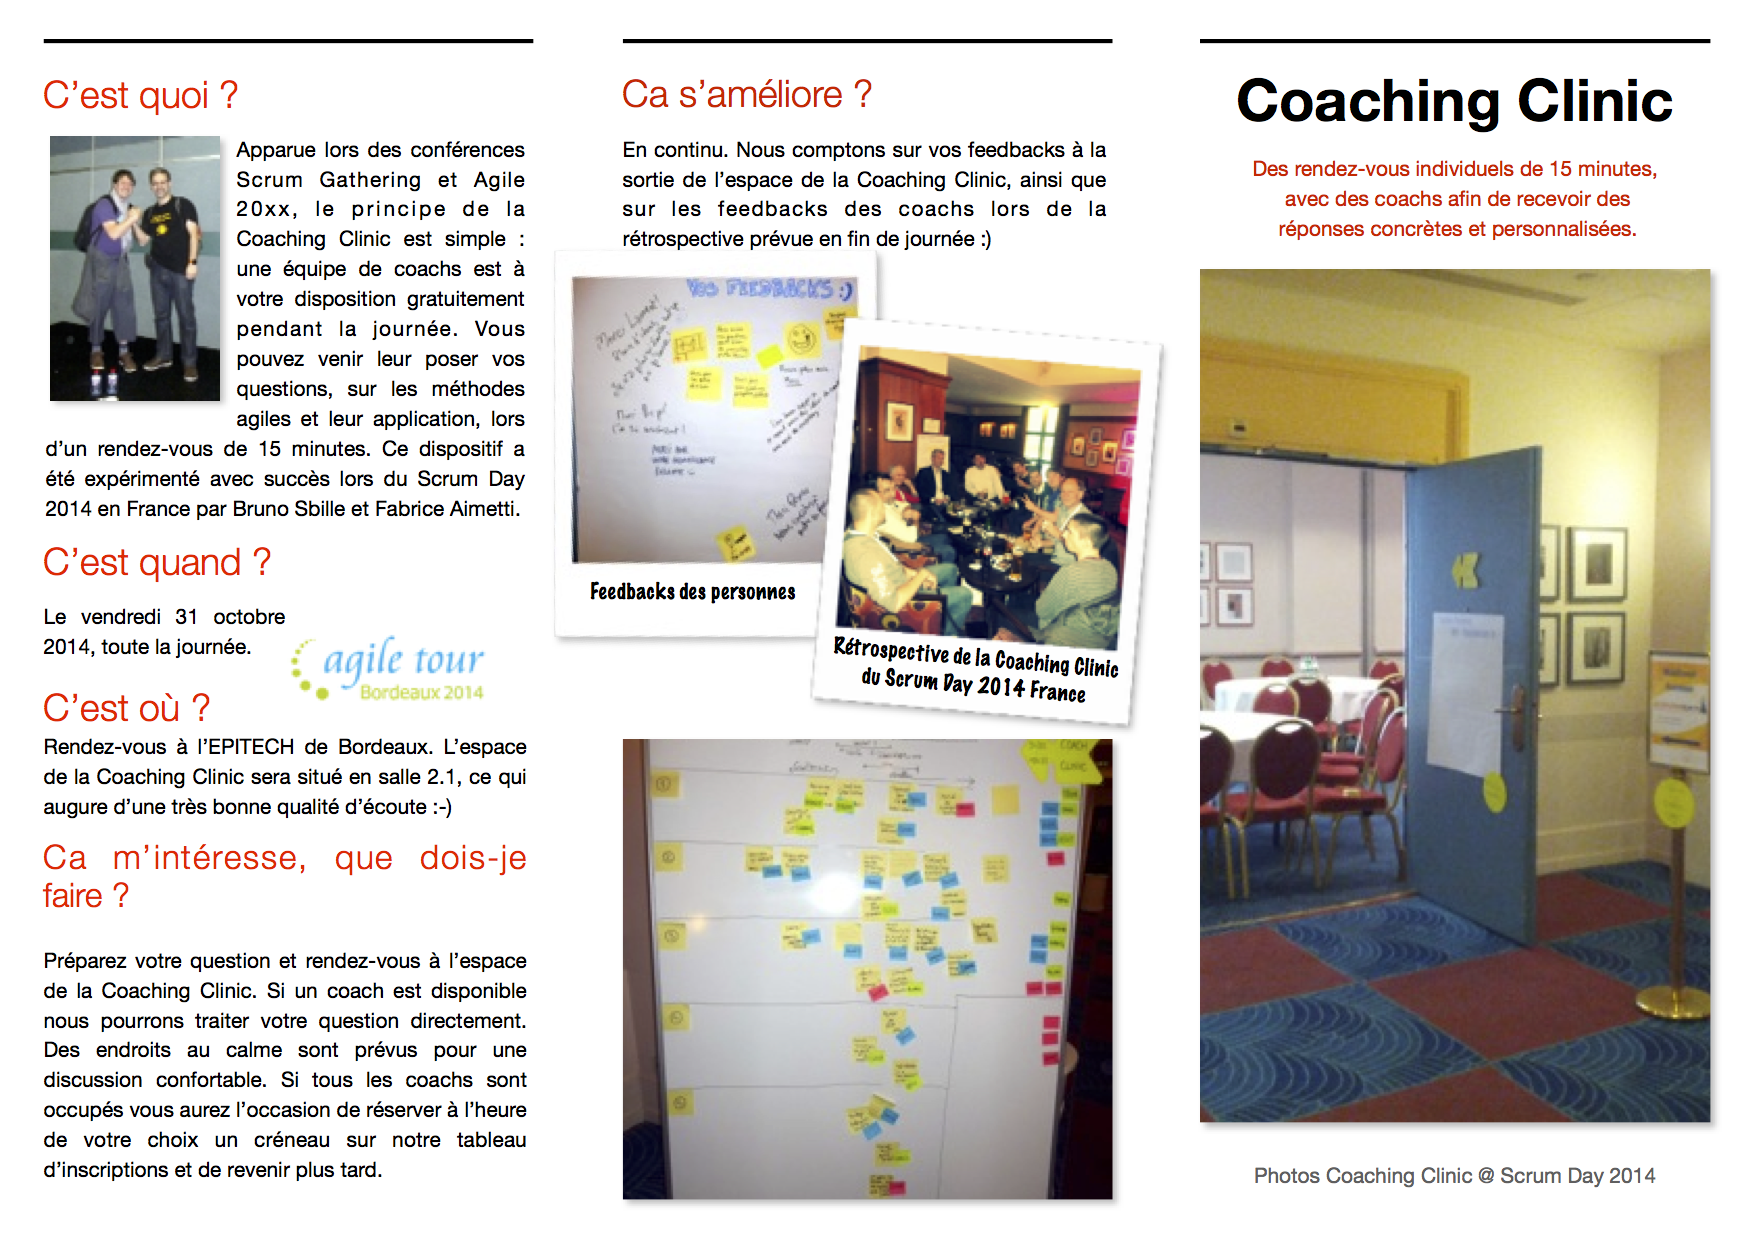 C’est quoi ?
Apparue lors des conférences
Scrum Gathering et Agile
20xx, le principe de la
Coaching Clinic est simple :
une équipe de coachs est à
votre disposition gratuitement
pendant la journée. Vous
pouvez venir leur poser vos
questions, sur les méthodes
agiles et leur application, lors
d’un rendez-vous de 15 minutes. Ce dispositif a
été expérimenté avec succès lors du Scrum Day
2014 en France par Bruno Sbille et Fabrice Aimetti.
C’est quand ?
Le vendredi 31 octobre
2014, toute la journée.
agile tour
Bordeaux 2014
C’est où ?
Rendez-vous à l’EPITECH de Bordeaux. L’espace
de la Coaching Clinic sera situé en salle 2.1, ce qui
augure d’une très bonne qualité d’écoute :-)
Ca m’intéresse, que dois-je
faire ?
Préparez votre question et rendez-vous à l’espace
de la Coaching Clinic. Si un coach est disponible
nous pourrons traiter votre question directement.
Des endroits au calme sont prévus pour une
discussion confortable. Si tous les coachs sont
occupés vous aurez l’occasion de réserver à l’heure
de votre choix un créneau sur notre tableau
d’inscriptions et de revenir plus tard.
Ca s’améliore ?
En continu. Nous comptons sur vos feedbacks à la
sortie de l’espace de la Coaching Clinic, ainsi que
sur les feedbacks des coachs lors de la
rétrospective prévue en fin de journée :)
VOS FEEDBACKS :)
Feedbacks des personnes
Rétrospective de la Coaching Clinic
du Scrum Day 2014 France
COACH
CLINIC
Coaching Clinic
Des rendez-vous individuels de 15 minutes,
avec des coachs afin de recevoir des
réponses concrètes et personnalisées.
Photos Coaching Clinic @ Scrum Day 2014